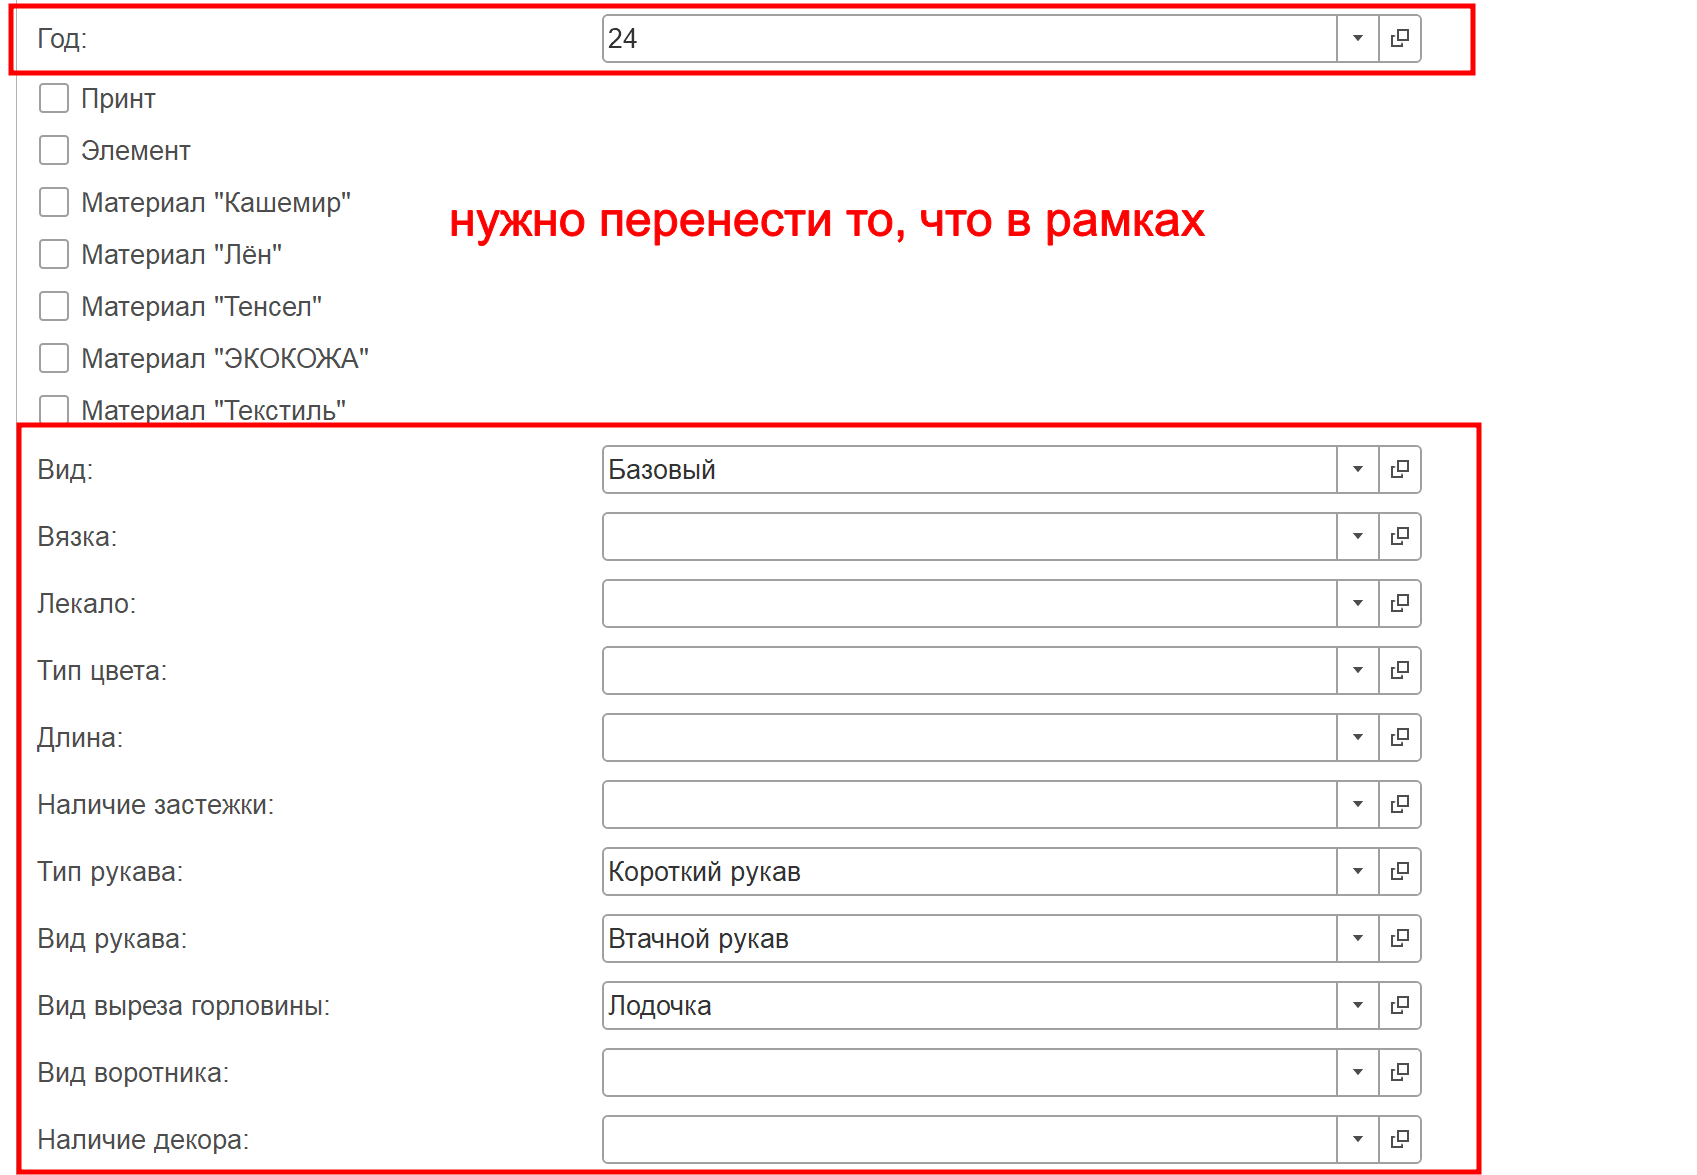 Год: 24
Принт
Элемент
Материал "Кашемир"
нужно перенести то, что в рамках
Материал "Лён"
Материал "Тенсел"
Материал "ЭКОКОЖА"
Материал "Текстиль"
Вид: Базовый
Вязка:
Лекало:
Тип цвета:
Длина:
Наличие застежки:
Тип рукава: Короткий рукав
Вид рукава: Втачной рукав
Вид выреза горловины: Лодочка
Вид воротника:
Наличие декора: